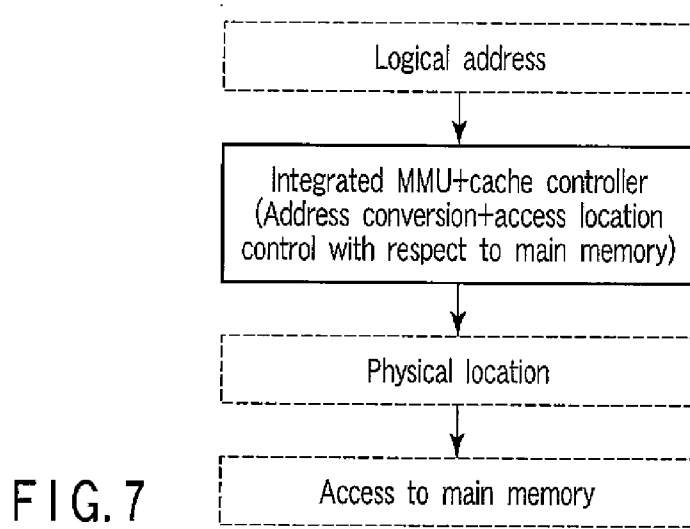 Logical address
Integrated MMU+cache controller
(Address conversion+access location
control with respect to main memory)
Physical location
Access to main memory
FIG.7